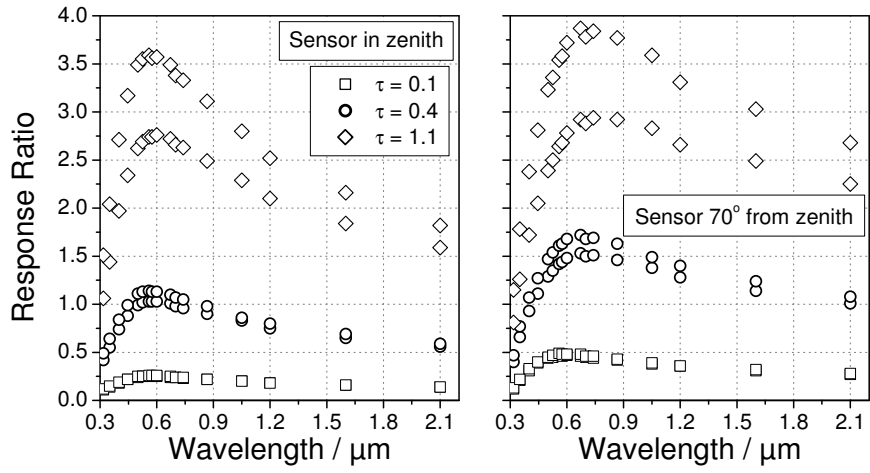 Response Ratio
4.0
3.5
3.0
2.5
2.0
1.5
1.0
0.5
0.0
Sensor in zenith
τ = 0.1
τ = 0.4
τ = 1.1
0.3 0.6 0.9 1.2 1.5 1.8 2.1
Wavelength / µm
Sensor 70° from zenith
0.3 0.6 0.9 1.2 1.5 1.8 2.1
Wavelength / µm